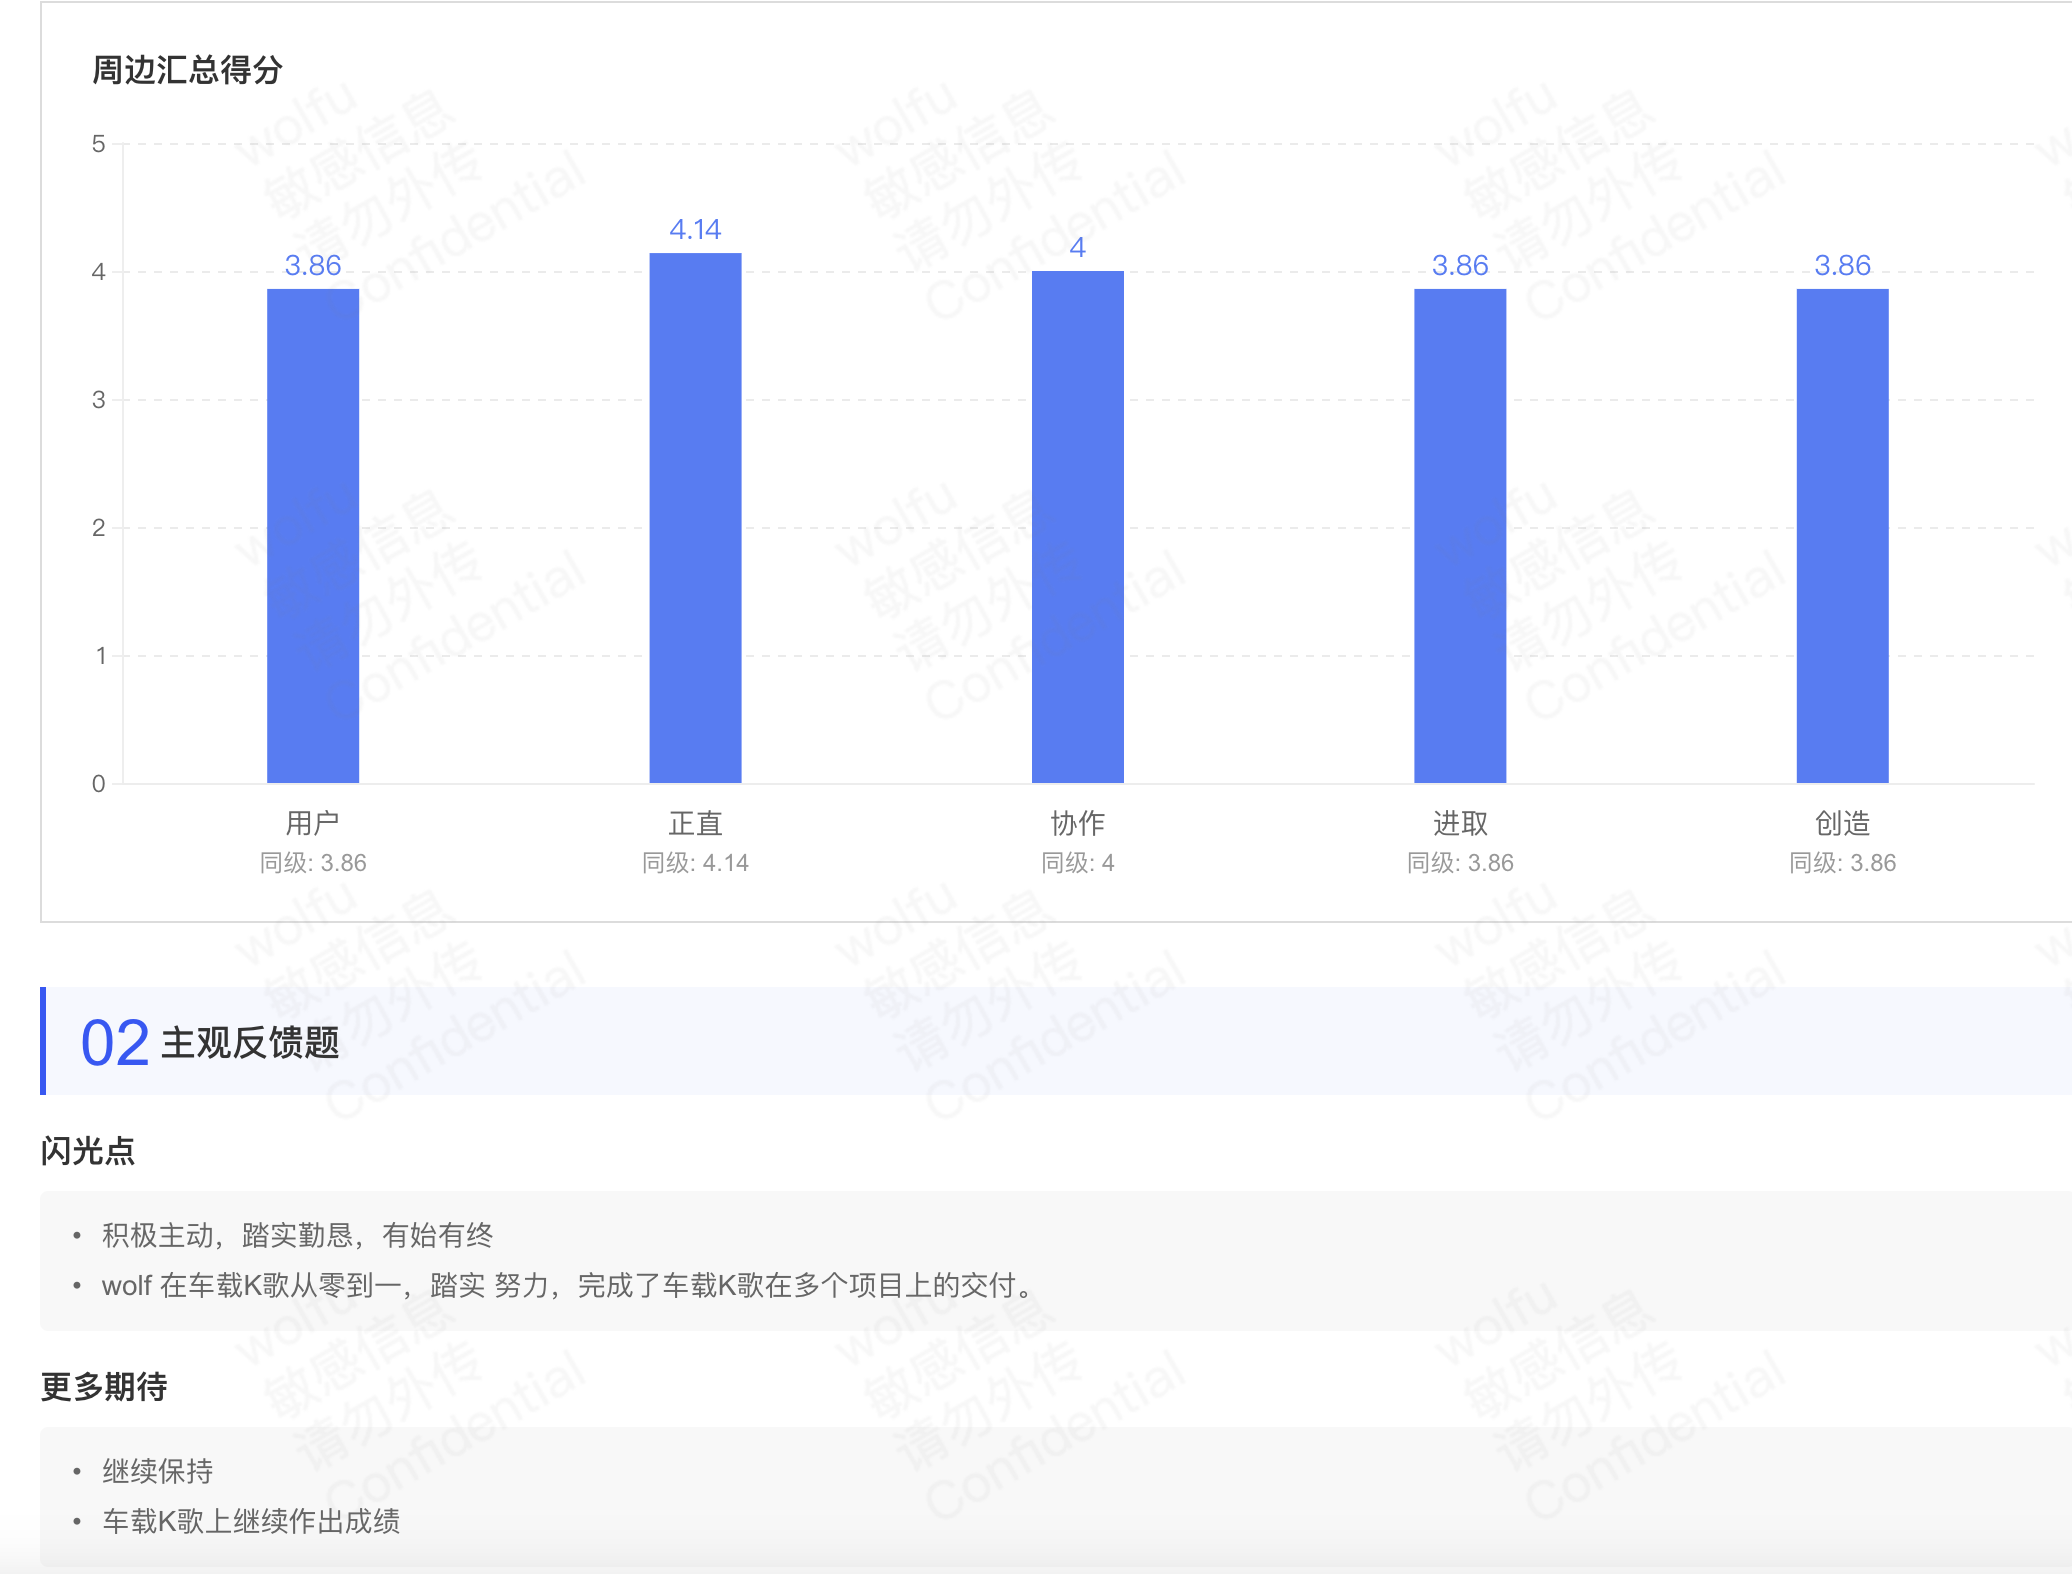 周边汇总得分
5
4
3
2
1
0
3.86
4.14
4
3.86
3.86
用户
同级: 3.86
正直
同级: 4.14
协作
同级: 4
进取
同级: 3.86
创造
同级: 3.86
02 主观反馈题
闪光点
• 积极主动，踏实勤恳，有始有终
• wolf 在车载K歌从零到一，踏实 努力，完成了车载K歌在多个项目上的交付。
更多期待
• 继续保持
• 车载K歌上继续作出成绩
wolfu
敏感信息
请勿外传
Confidential